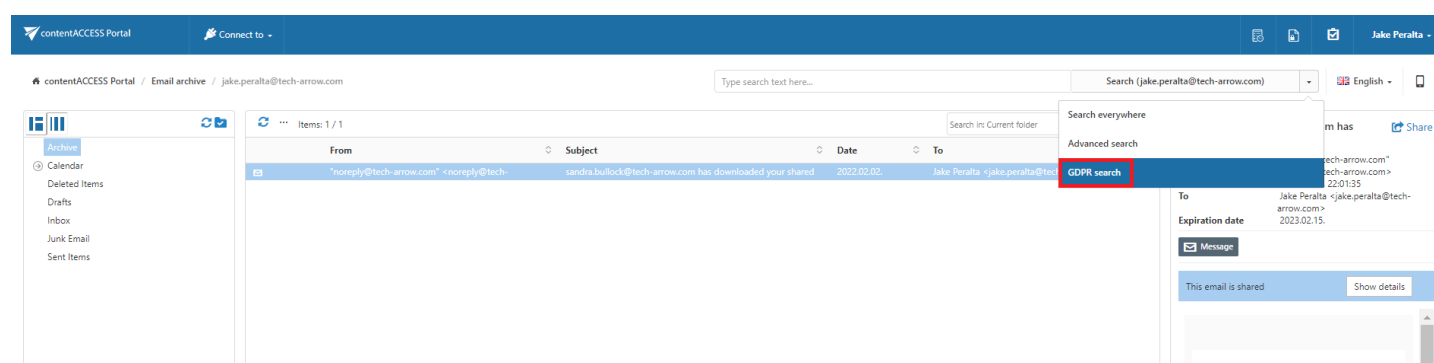 contentACCESS Portal
Connect to
Jake Peralta
contentACCESS Portal / Email archive / jake.peralta@tech-arrow.com
Type search text here...
Search (jake.peralta@tech-arrow.com)
English
Search everywhere
Advanced search
GDPR search
Items: 1 / 1
Search in: Current folder
From
Subject
Date
To
"noreply@tech-arrow.com" <noreply@tech-
sandra.bullock@tech-arrow.com has downloaded your shared
2022.02.02.
Jake Peralta <jake.peralta@tech
Archive
Calendar
Deleted Items
Drafts
Inbox
Junk Email
Sent Items
m has
Share
tech-arrow.com"
tech-arrow.com>
22:01:35
To
Jake Peralta <jake.peralta@tech-
arrow.com>
Expiration date
2023.02.15.
Message
This email is shared
Show details